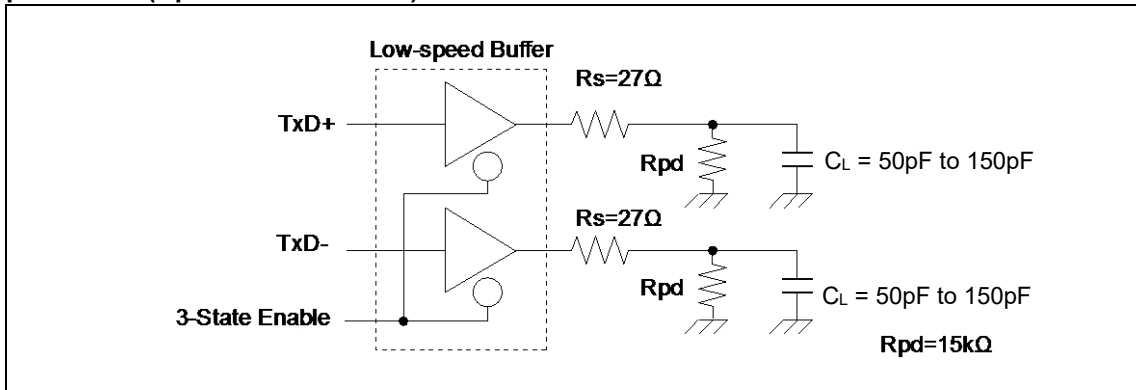 Low-speed Buffer
Rs=27Ω
TxD+
Rpd
CL = 50pF to 150pF
Rs=27Ω
TxD-
Rpd
CL = 50pF to 150pF
3-State Enable
Rpd=15kΩ